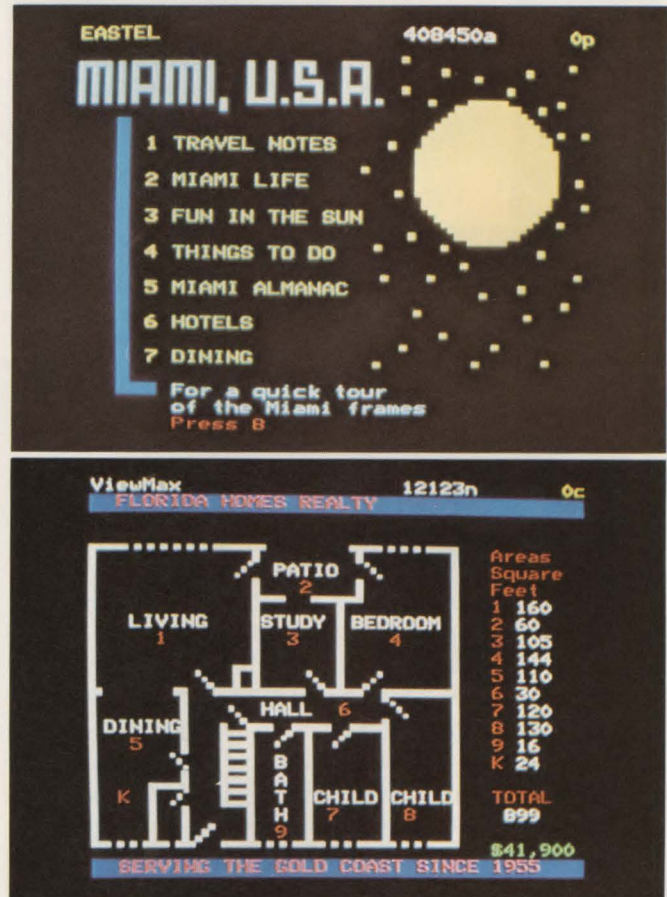 EASTEL 408450a 0p
MIAMI, U.S.A.
1 TRAVEL NOTES
2 MIAMI LIFE
3 FUN IN THE SUN
4 THINGS TO DO
5 MIAMI ALMANAC
6 HOTELS
7 DINING
For a quick tour
of the Miami frames
Press 8
ViewMax 12123n 0c
FLORIDA HOMES REALTY
PATIO
2
LIVING
1
STUDY
3
BEDROOM
4
HALL 6
DINING
5
K
BATH
9
CHILD
7
CHILD
8
Areas
Square
Feet
1 160
2 60
3 105
4 144
5 110
6 30
7 120
8 130
9 16
K 24
TOTAL
899
$41,900
SERVING THE GOLD COAST SINCE 1955